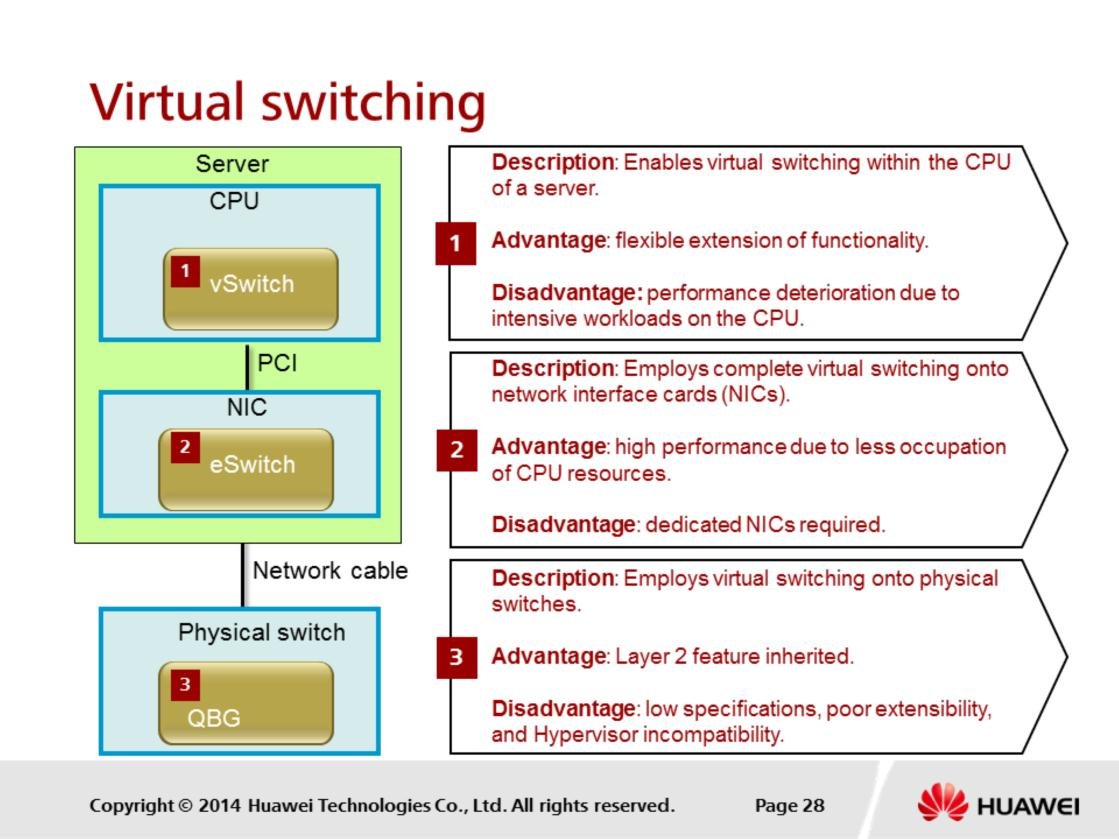 Virtual switching
Server
CPU
1
vSwitch
PCI
NIC
2
eSwitch
Network cable
Physical switch
3
QBG
1
Description: Enables virtual switching within the CPU
of a server.
Advantage: flexible extension of functionality.
Disadvantage: performance deterioration due to
intensive workloads on the CPU.
2
Description: Employs complete virtual switching onto
network interface cards (NICs).
Advantage: high performance due to less occupation
of CPU resources.
Disadvantage: dedicated NICs required.
3
Description: Employs virtual switching onto physical
switches.
Advantage: Layer 2 feature inherited.
Disadvantage: low specifications, poor extensibility,
and Hypervisor incompatibility.
Copyright © 2014 Huawei Technologies Co., Ltd. All rights reserved.
Page 28
HUAWEI